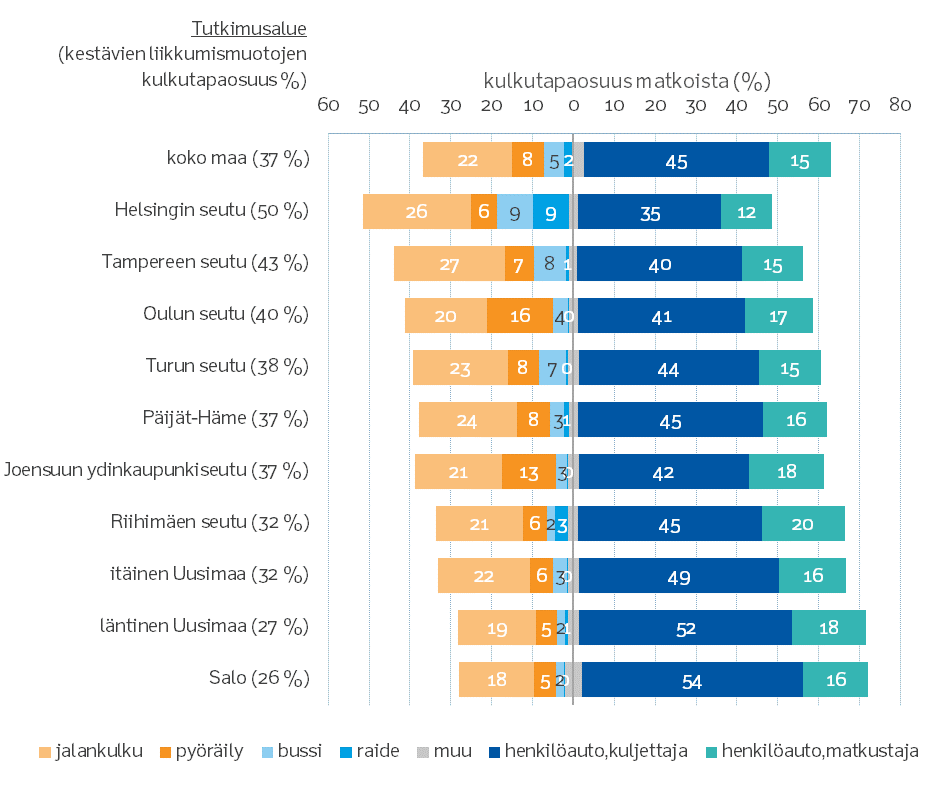 Tutkimusalue
(kestävien liikkumismuotojen
kulkutapaosuus %)
kulkutapaosuus matkoista (%)
60 50 40 30 20 10 0 10 20 30 40 50 60 70 80
koko maa (37 %) 22 8 5 2 45 15
Helsingin seutu (50 %) 26 6 9 9 35 12
Tampereen seutu (43 %) 27 7 8 1 40 15
Oulun seutu (40 %) 20 16 4 0 41 17
Turun seutu (38 %) 23 8 7 0 44 15
Päijät-Häme (37 %) 24 8 3 1 45 16
Joensuun ydinkaupunkiseutu (37 %) 21 13 3 0 42 18
Riihimäen seutu (32 %) 21 6 2 3 45 20
itäinen Uusimaa (32 %) 22 6 3 0 49 16
läntinen Uusimaa (27 %) 19 5 2 1 52 18
Salo (26 %) 18 5 2 0 54 16
jalankulku pyöräily bussi raide muu henkilöauto,kuljettaja henkilöauto,matkustaja